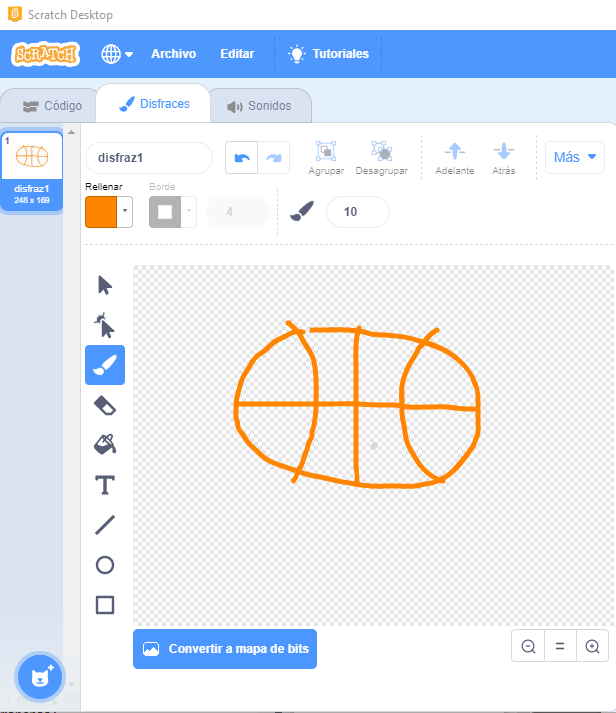 Scratch Desktop
SCRATCH
Archivo
Editar
Tutoriales
Código
Disfraces
Sonidos
1
disfraz1
248 x 169
disfraz1
Agrupar
Desagrupar
Adelante
Atrás
Más
Rellenar
Borde
4
10
T
Convertir a mapa de bits